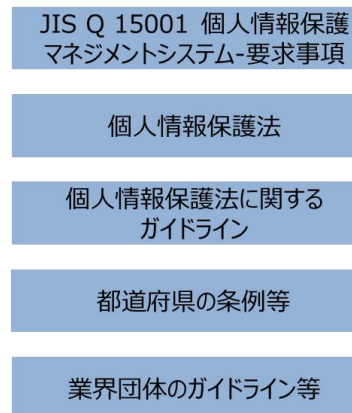 JIS Q 15001 個人情報保護
マネジメントシステム-要求事項
個人情報保護法
個人情報保護法に関する
ガイドライン
都道府県の条例等
業界団体のガイドライン等